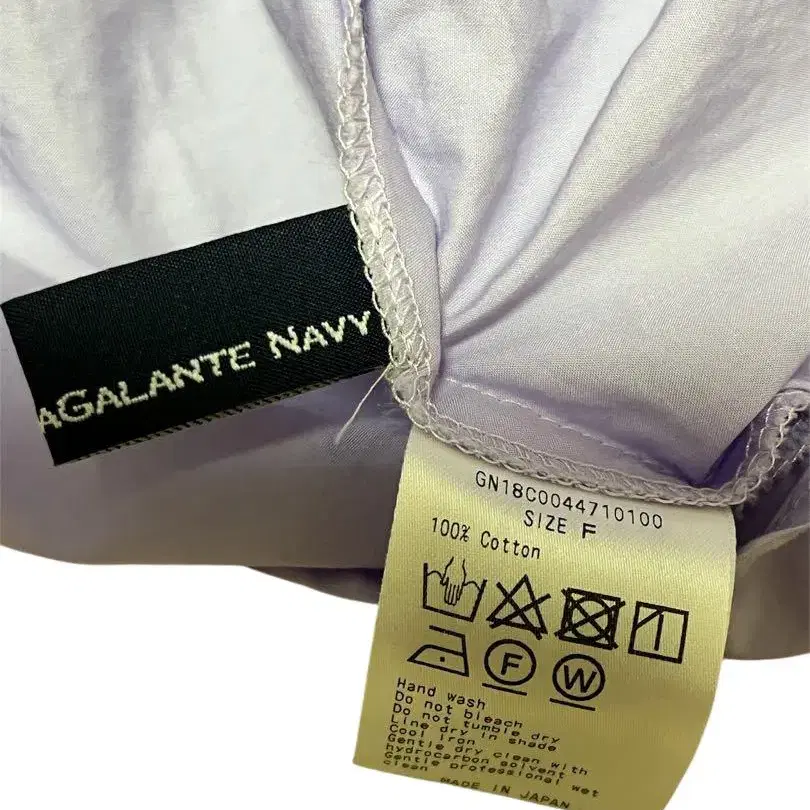 aGALANTE NAVY
GN18C0044710100
SIZE F
100% Cotton
F
W
Hand wash
Do not bleach
Do not tumble dry
Line dry in shade
Cool iron
Gentle dry clean with
hydrocarbon solvent
Gentle professional wet
clean
MADE IN JAPAN